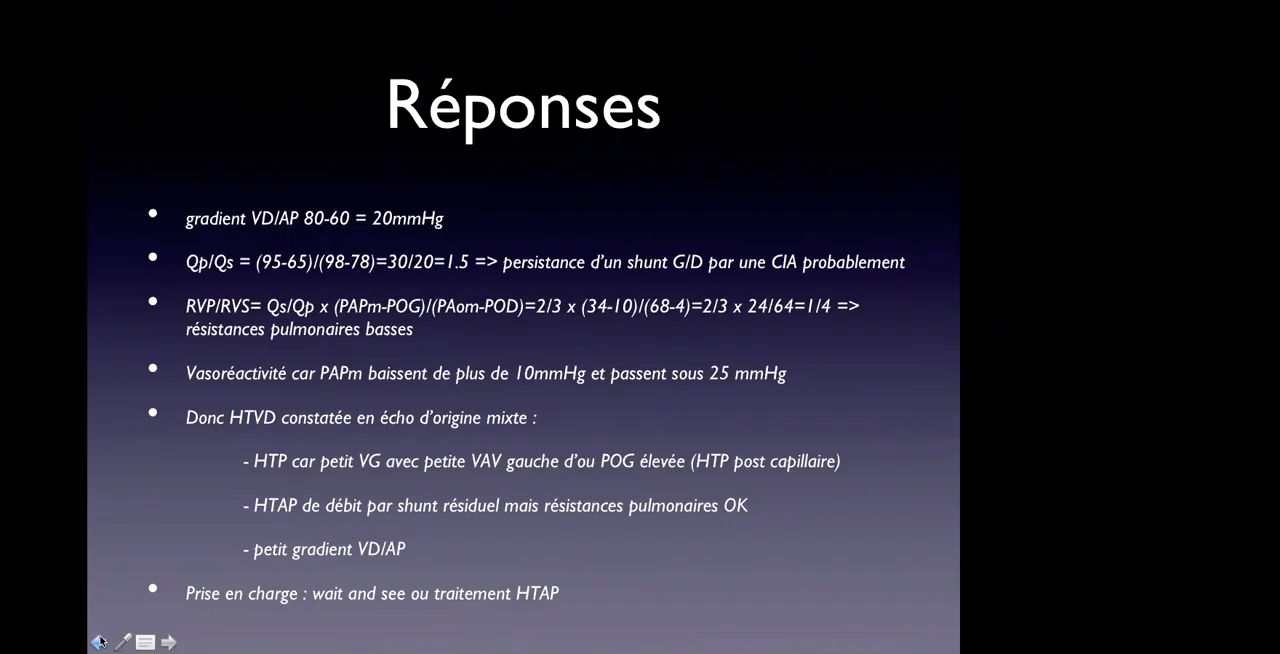 Réponses
• gradient VD/AP 80-60 = 20mmHg
• Qp/Qs = (95-65)/(98-78)=30/20=1.5 => persistance d’un shunt G/D par une CIA probablement
• RVP/RVS= Qs/Qp x (PAPm-POG)/(PAom-POD)=2/3 x (34-10)/(68-4)=2/3 x 24/64=1/4 =>
résistances pulmonaires basses
• Vasoréactivité car PAPm baissent de plus de 10mmHg et passent sous 25 mmHg
• Donc HTVD constatée en écho d’origine mixte :
- HTP car petit VG avec petite VAV gauche d’ou POG élevée (HTP post capillaire)
- HTAP de débit par shunt résiduel mais résistances pulmonaires OK
- petit gradient VD/AP
• Prise en charge : wait and see ou traitement HTAP